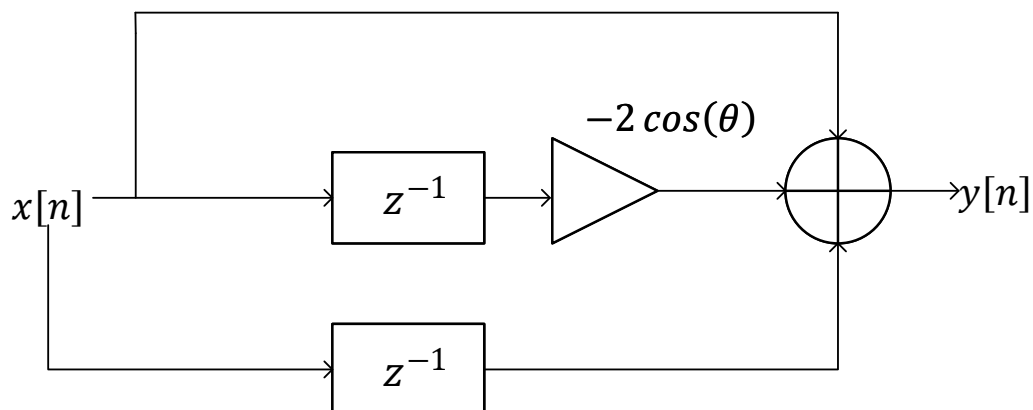 −2 cos(θ)
x[n]
z⁻¹
y[n]
z⁻¹